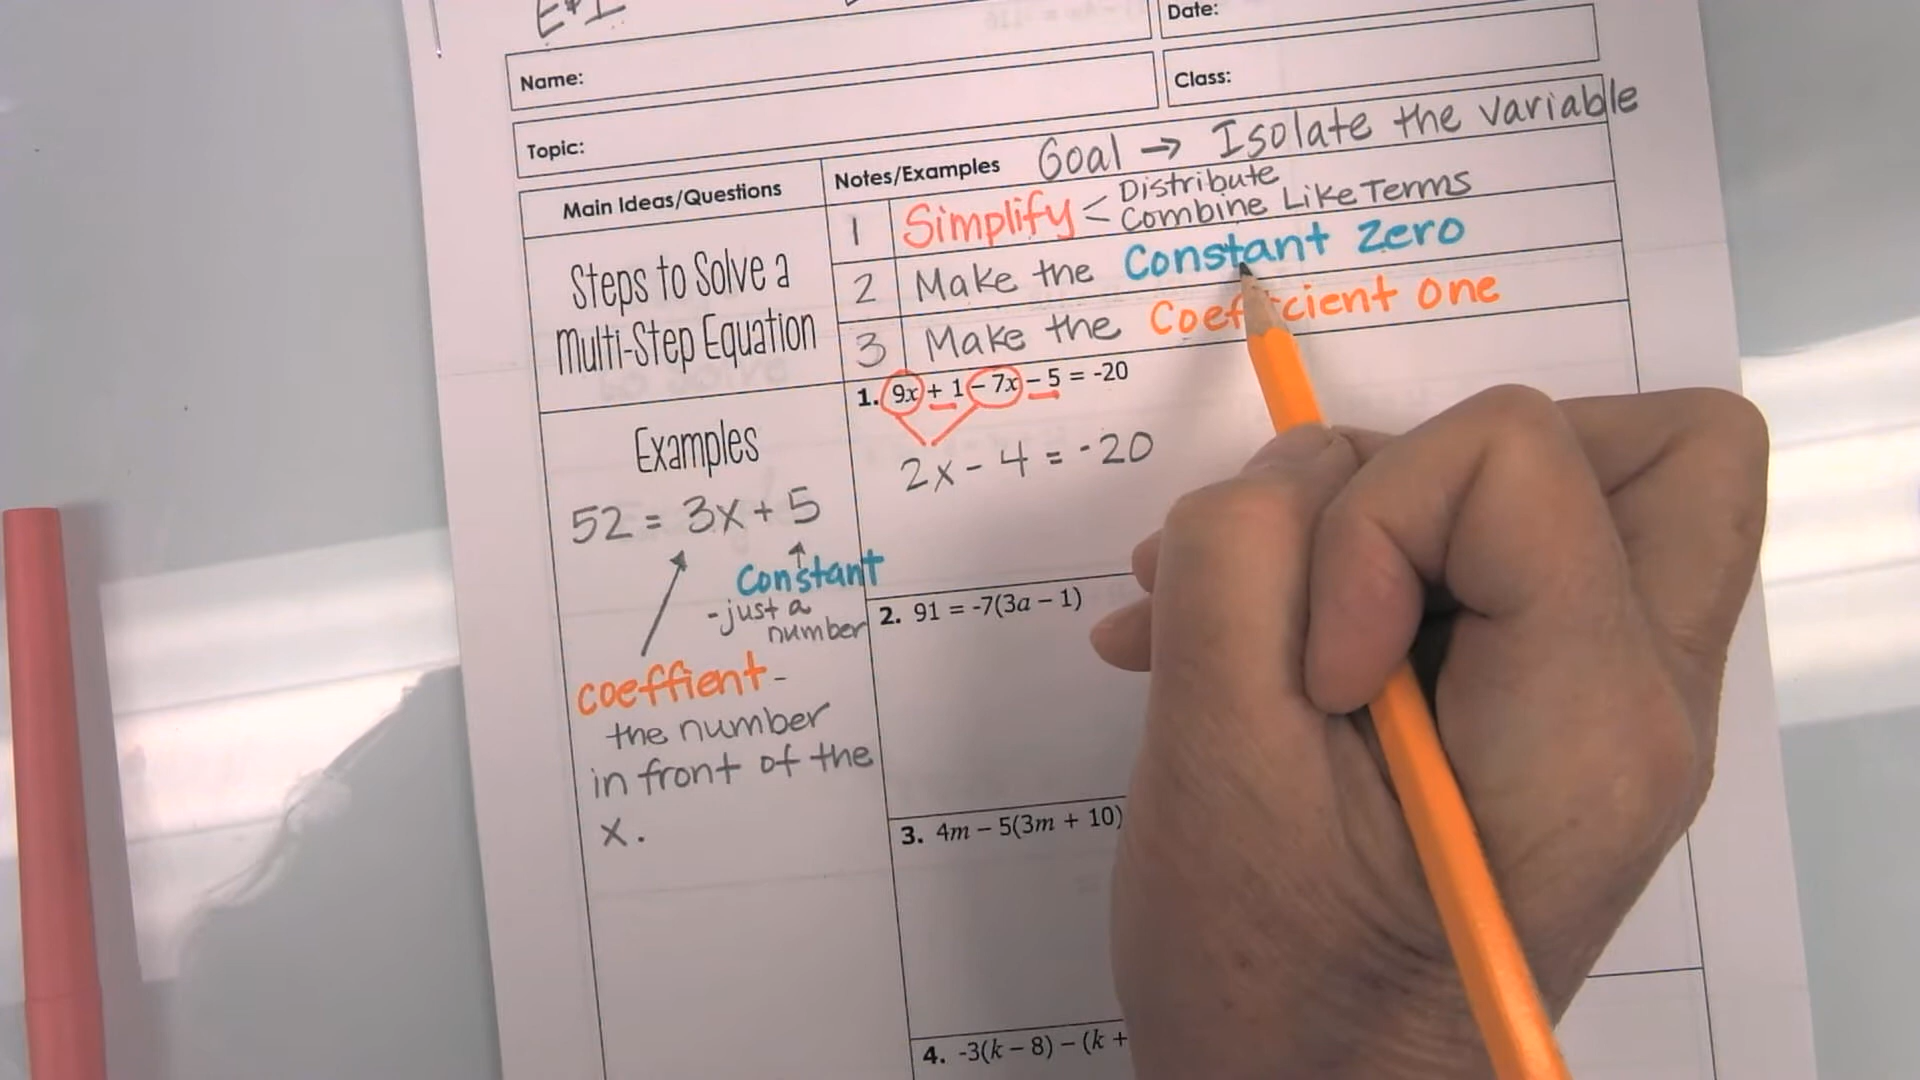 E+I
Date:
Name:
Class:
Topic:
Main Ideas/Questions
Notes/Examples
Goal → Isolate the variable
Steps to Solve a
Multi-Step Equation
1 Simplify < Distribute
Combine Like Terms
2 Make the Constant Zero
3 Make the Coefficient one
Examples
52 = 3x + 5
Constant
- just a
number
coeffient -
the number
in front of the
x.
1. 9x + 1 - 7x - 5 = -20
2x - 4 = -20
2. 91 = -7(3a - 1)
3. 4m - 5(3m + 10)
4. -3(k - 8) - (k +